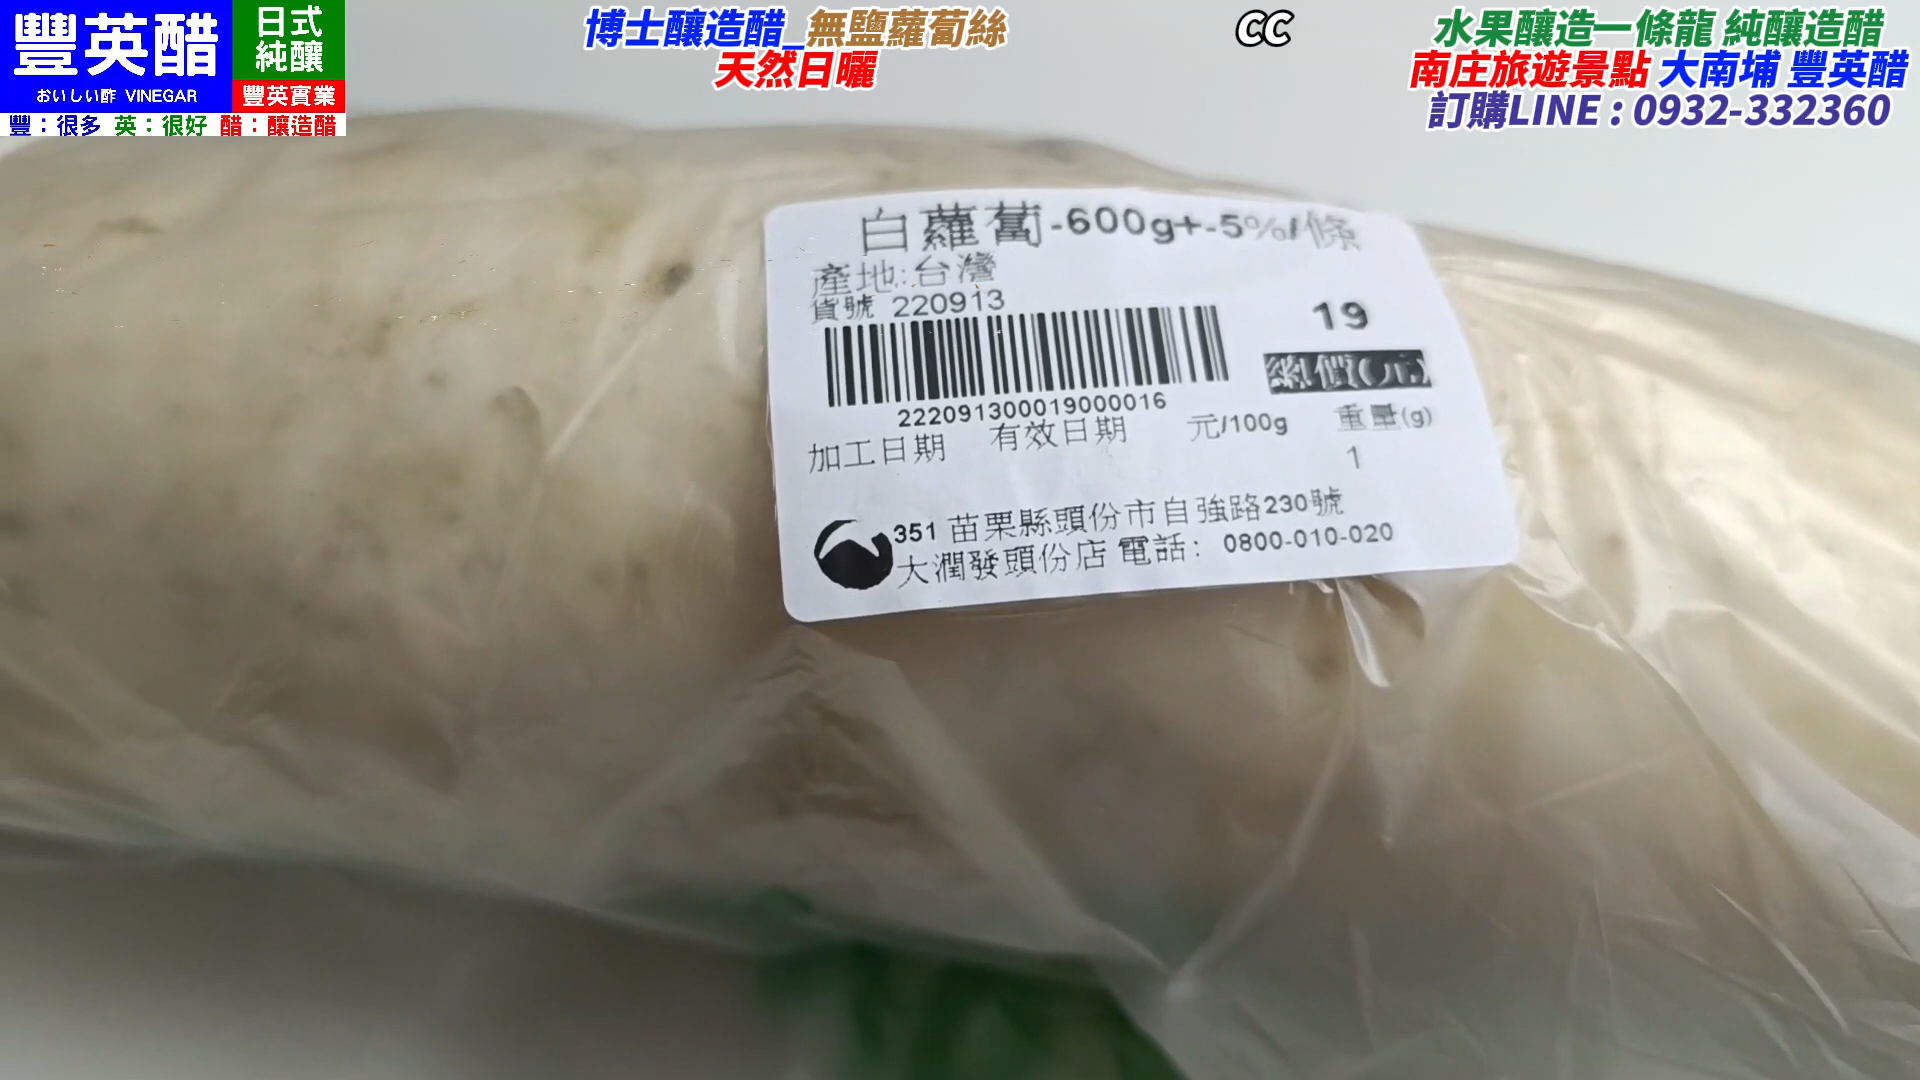 豐英醋
おいしい酢 VINEGAR
日式
純釀
豐英實業
豐：很多 英：很好 醋：釀造醋
博士釀造醋_無鹽蘿蔔絲
天然日曬
CC
水果釀造一條龍 純釀造醋
南庄旅遊景點 大南埔 豐英醋
訂購LINE : 0932-332360
白蘿蔔-600g+-5%/條
產地:台灣
貨號 220913
19
總價(元)
222091300019000016
加工日期 有效日期 元/100g 重量(g)
1
351 苗栗縣頭份市自強路230號
大潤發頭份店 電話： 0800-010-020